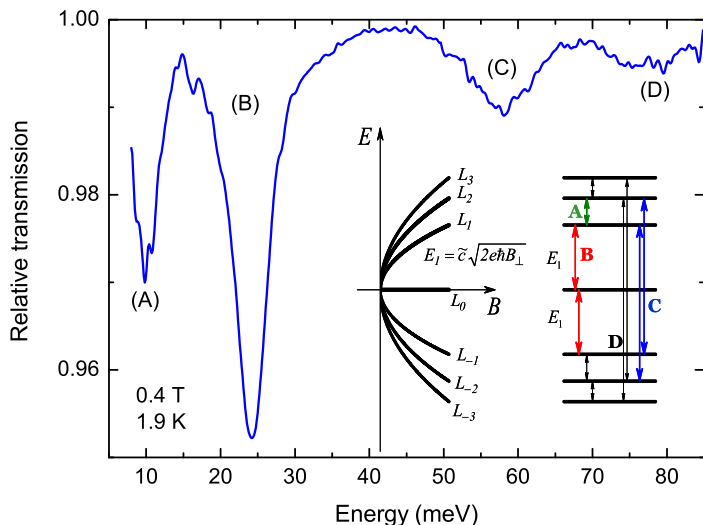 1.00
0.98
0.96
Relative transmission
10 20 30 40 50 60 70 80
Energy (meV)
(A)
(B)
(C)
(D)
0.4 T
1.9 K
E
L₃
L₂
L₁
E₁ = c̃√2eħB⊥
L₀
B
L₋₁
L₋₂
L₋₃
A
E₁ B
C
E₁
D